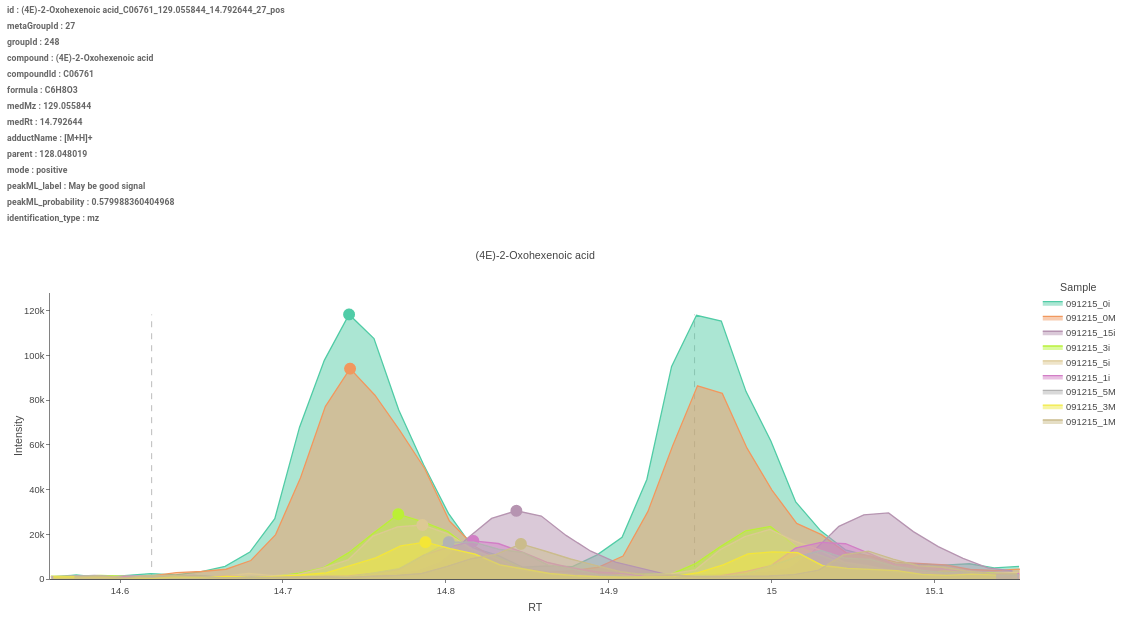 id : (4E)-2-Oxohexenoic acid_C06761_129.055844_14.792644_27_pos
metaGroupId : 27
groupId : 248
compound : (4E)-2-Oxohexenoic acid
compoundId : C06761
formula : C6H8O3
medMz : 129.055844
medRt : 14.792644
adductName : [M+H]+
parent : 128.048019
mode : positive
peakML_label : May be good signal
peakML_probability : 0.579988360404968
identification_type : mz
(4E)-2-Oxohexenoic acid
Sample
091215_0i
091215_0M
091215_15i
091215_3i
091215_5i
091215_1i
091215_5M
091215_3M
091215_1M
Intensity
120k
100k
80k
60k
40k
20k
0
14.6
14.7
14.8
14.9
15
15.1
RT